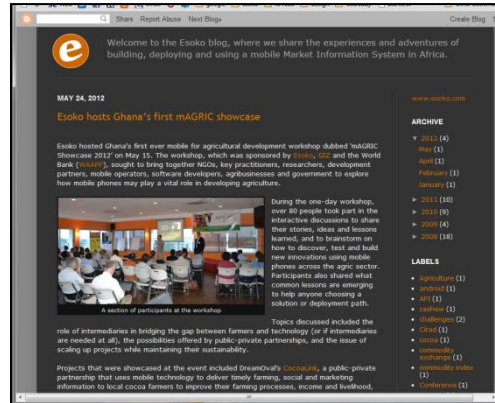 Share Report Abuse Next Blog»
Create Blog
e
Welcome to the Esoko blog, where we share the experiences and adventures of
building, deploying and using a mobile Market Information System in Africa.
MAY 24, 2012
Esoko hosts Ghana's first mAGRIC showcase
Esoko hosted Ghana's first ever mobile for agricultural development workshop dubbed 'mAGRIC
Showcase 2012' on May 15. The workshop, which was sponsored by Esoko, GIZ and the World
Bank (WAAPP), sought to bring together NGOs, key practitioners, researchers, development
partners, mobile operators, software developers, agribusinesses and government to explore
how mobile phones may play a vital role in developing agriculture.
During the one-day workshop,
over 80 people took part in the
interactive discussions to share
their stories, ideas and lessons
learned, and to brainstorm on
how to discover, test and build
new innovations using mobile
phones across the agric sector.
Participants also shared what
common lessons are emerging
to help anyone choosing a
solution or deployment path.
A section of participants at the workshop
Topics discussed included the
role of intermediaries in bridging the gap between farmers and technology (or if intermediaries
are needed at all), the possibilities offered by public-private partnerships, and the issue of
scaling up projects while maintaining their sustainability.
Projects that were showcased at the event included DreamOval's CocoaLink, a public-private
partnership that uses mobile technology to deliver timely farming, social and marketing
information to local cocoa farmers to improve their farming processes, income and livelihood,
www.esoko.com
ARCHIVE
▼ 2012 (4)
May (1)
April (1)
February (1)
January (1)
► 2011 (10)
► 2010 (9)
► 2009 (4)
► 2008 (18)
LABELS
• Agriculture (1)
• android (1)
• API (1)
• cashew (1)
• challenges (2)
• Cirad (1)
• cocoa (1)
• commodity
exchange (1)
• commodity index
(1)
• Conference (1)